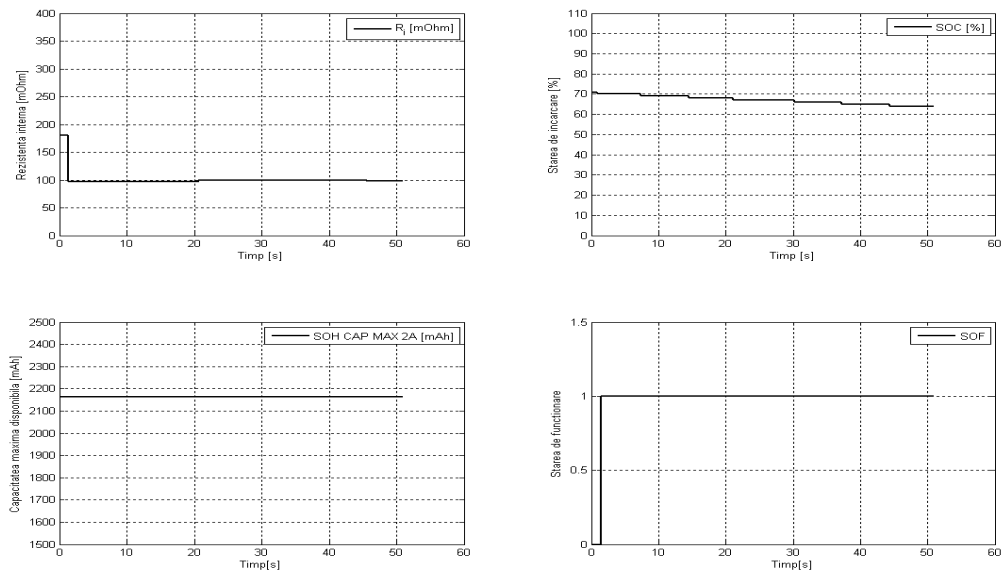 400
350
300
250
200
150
100
50
0
Rezistenta interna [mOhm]
Ri [mOhm]
0 10 20 30 40 50 60
Timp [s]
110
100
90
80
70
60
50
40
30
20
10
0
Starea de incarcare [%]
SOC [%]
0 10 20 30 40 50 60
Timp [s]
2500
2400
2300
2200
2100
2000
1900
1800
1700
1600
1500
Capacitatea maxima disponibila [mAh]
SOH CAP MAX 2A [mAh]
0 10 20 30 40 50 60
Timp[s]
1.5
1
0.5
0
Starea de functionare
SOF
0 10 20 30 40 50 60
Timp[s]